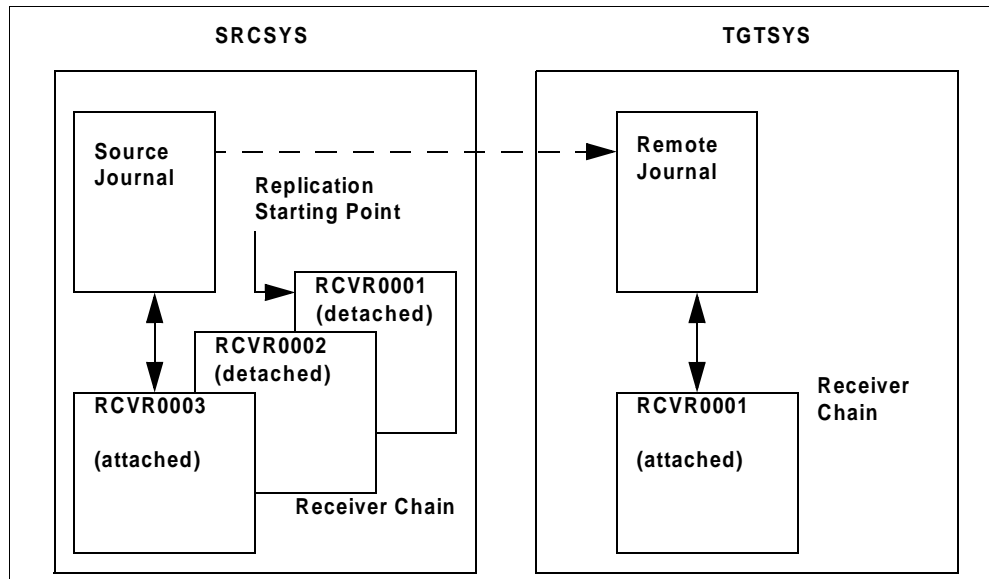 SRCSYS
TGTSYS
Source
Journal
Remote
Journal
Replication
Starting Point
RCVR0001
(detached)
RCVR0002
(detached)
RCVR0003
(attached)
Receiver Chain
RCVR0001
(attached)
Receiver
Chain